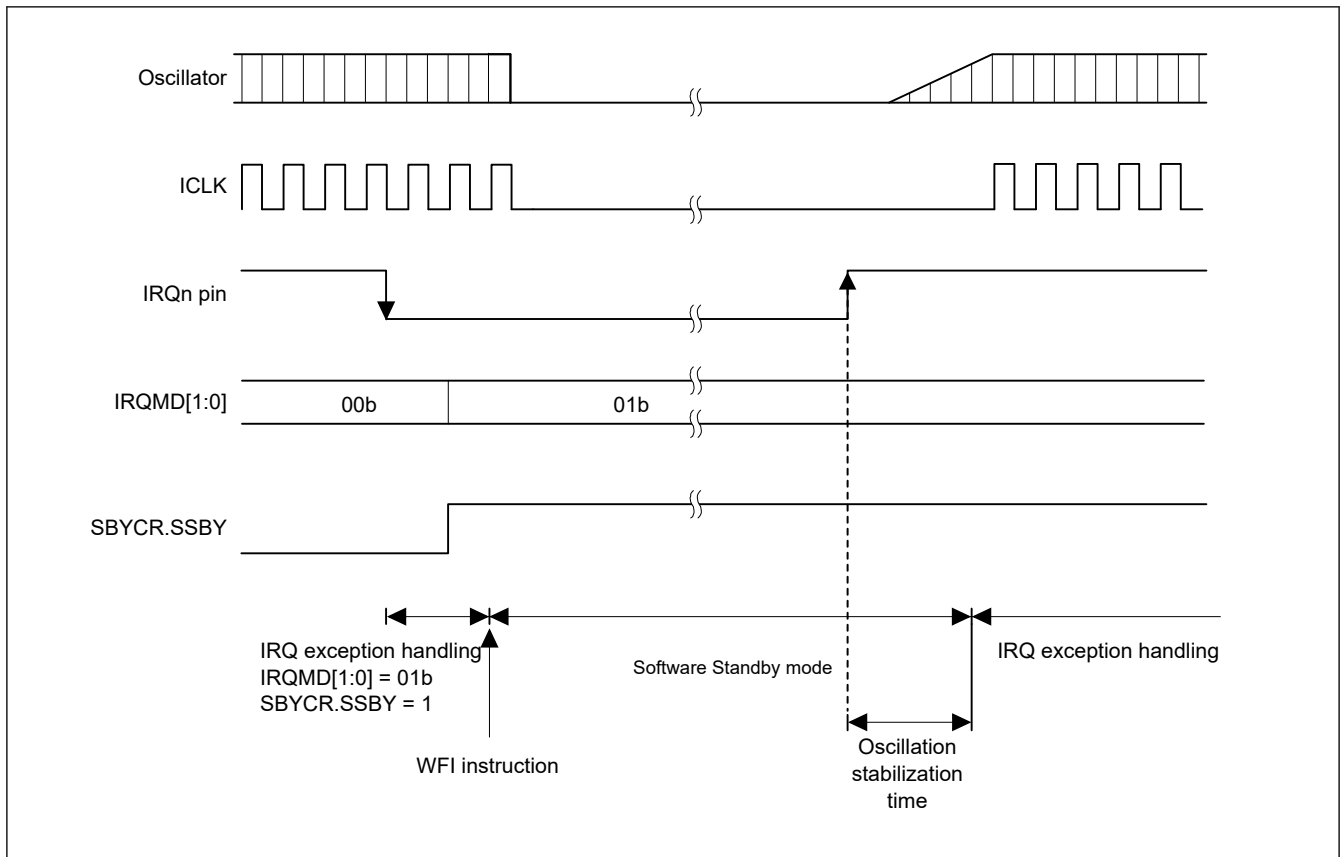 Oscillator
ICLK
IRQn pin
IRQMD[1:0]
00b
01b
SBYCR.SSBY
IRQ exception handling
IRQMD[1:0] = 01b
SBYCR.SSBY = 1
WFI instruction
Software Standby mode
Oscillation
stabilization
time
IRQ exception handling